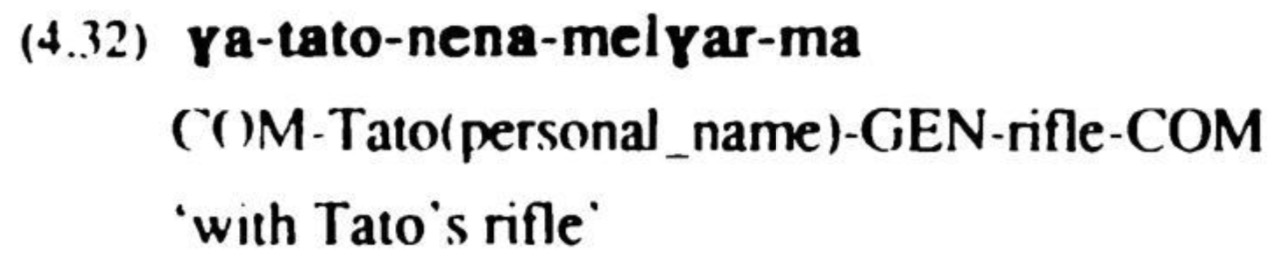 (4.32) ɣa-tato-nena-melɣar-ma
COM-Tato(personal_name)-GEN-rifle-COM
‘with Tato's rifle’